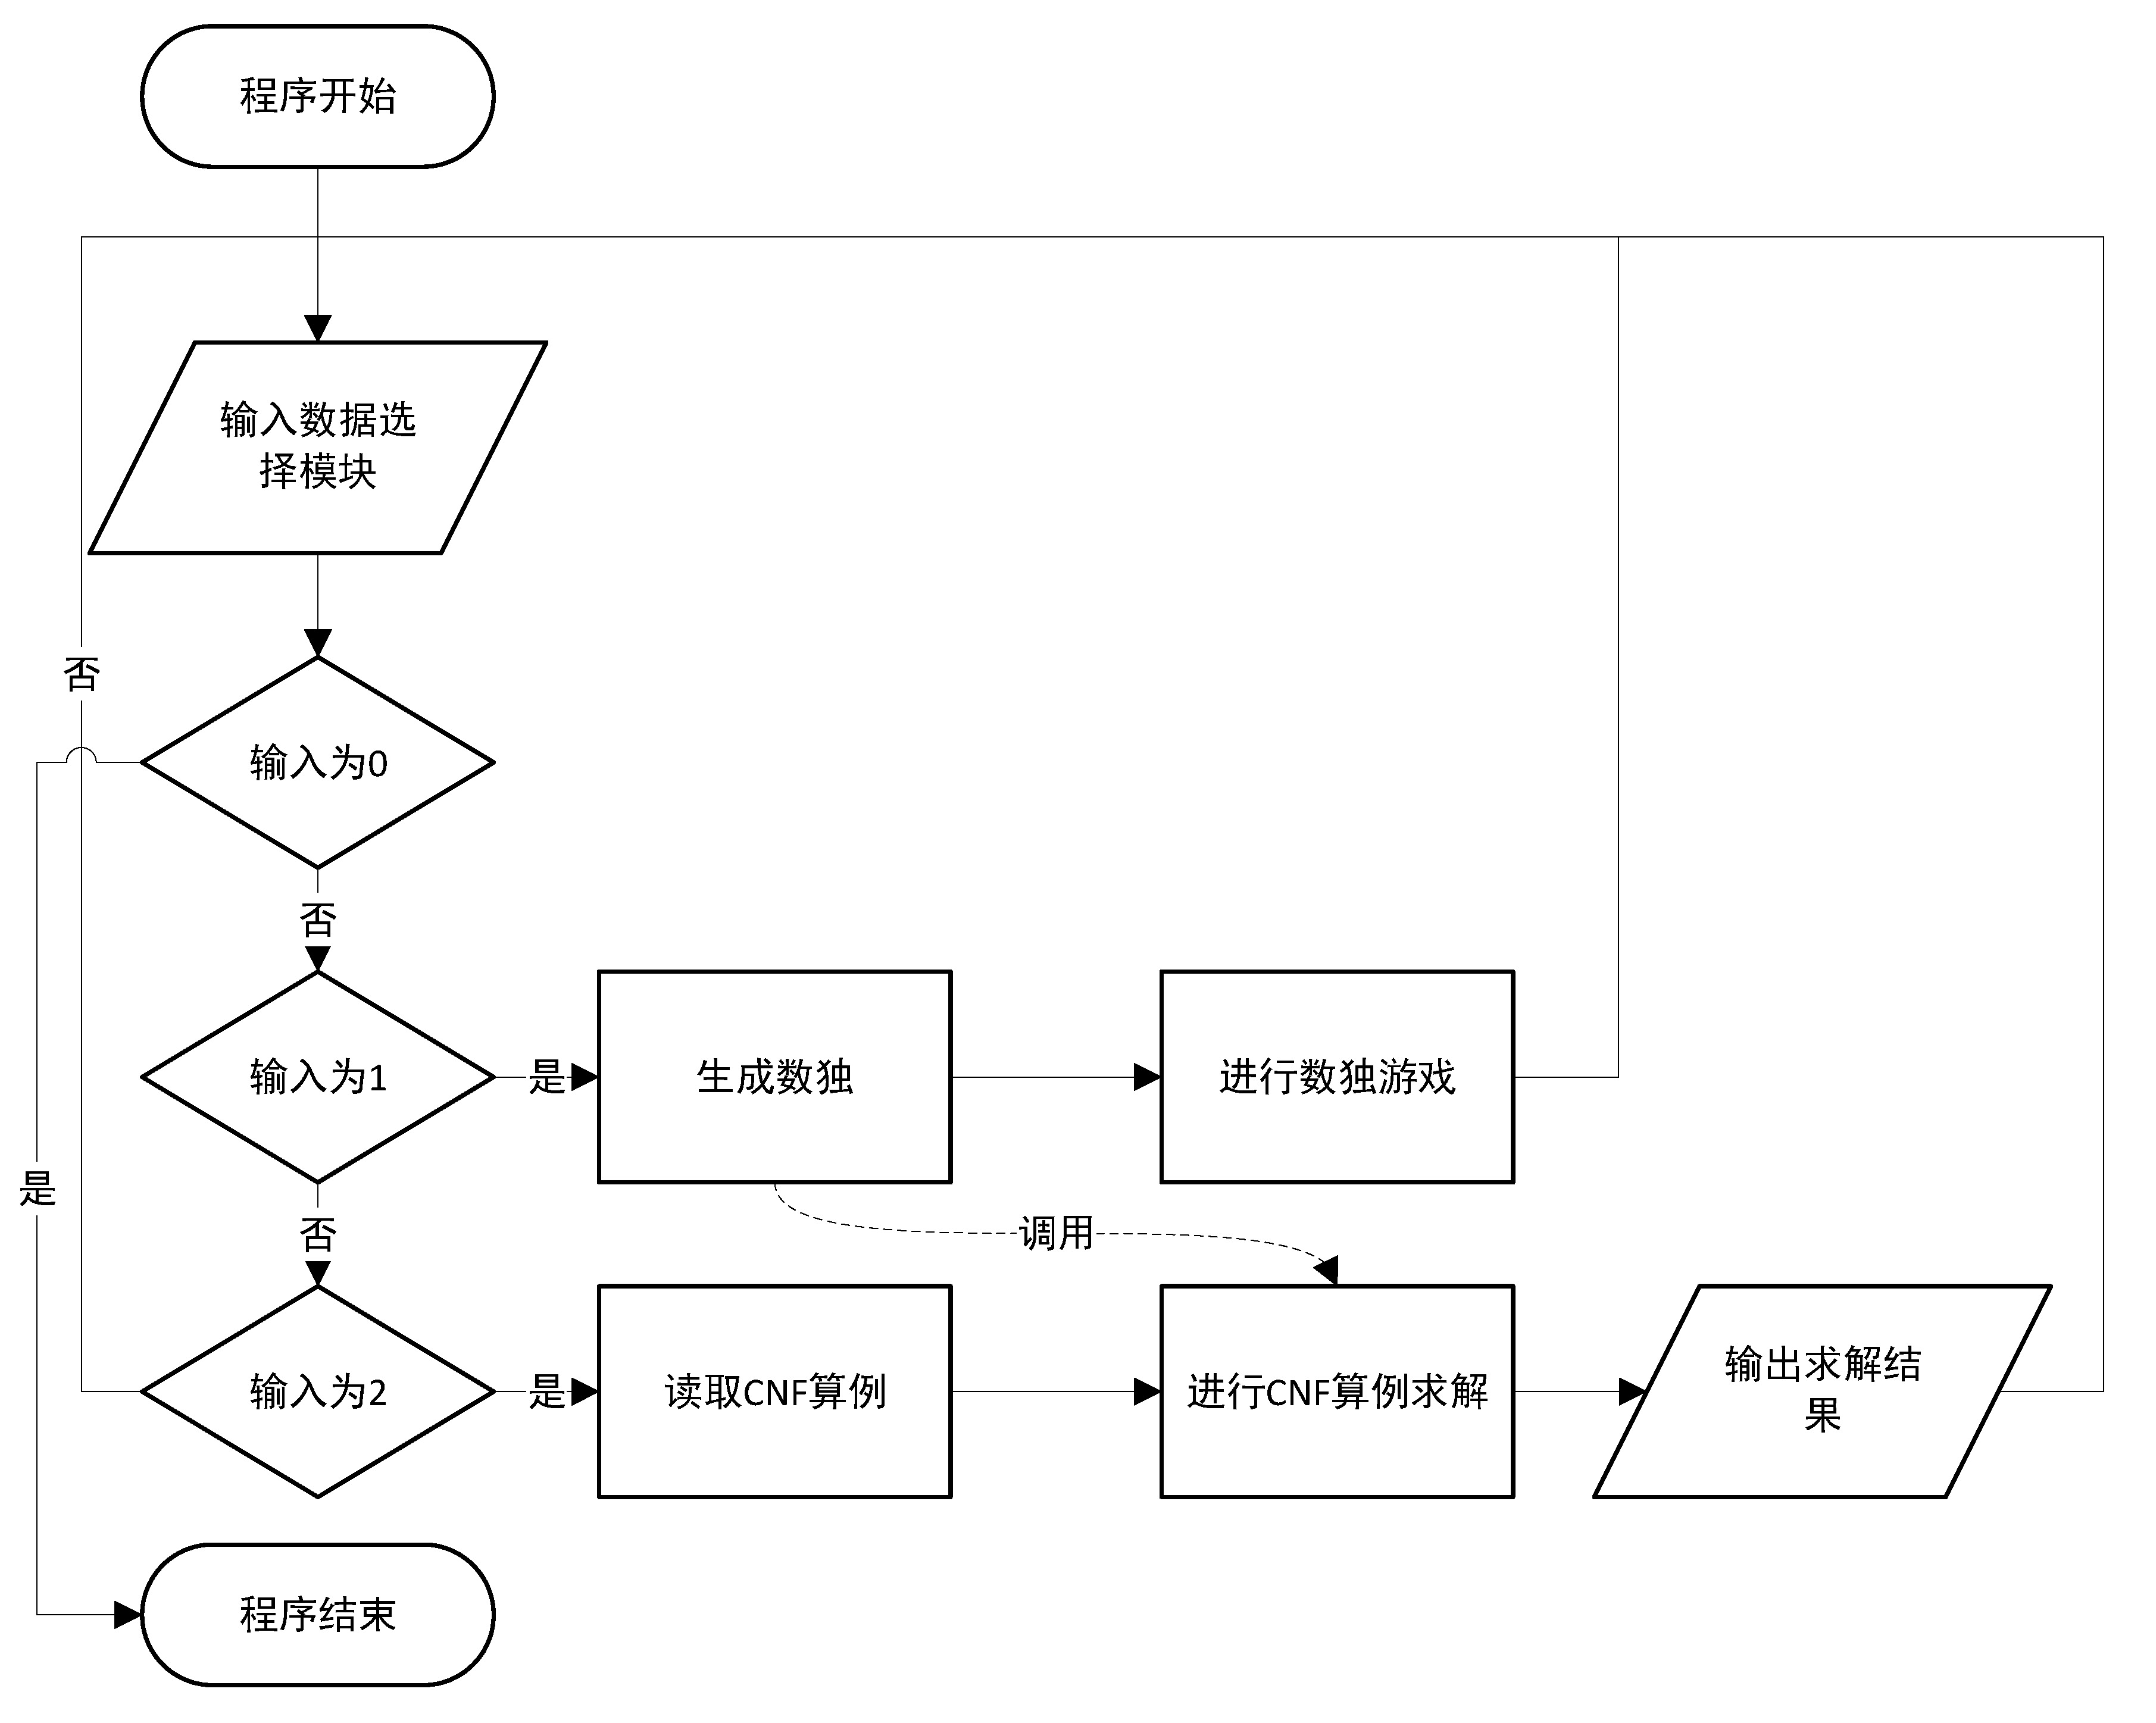 程序开始
输入数据选
择模块
否
输入为0
否
输入为1
是
生成数独
进行数独游戏
是
否
调用
输入为2
是
读取CNF算例
进行CNF算例求解
输出求解结
果
程序结束